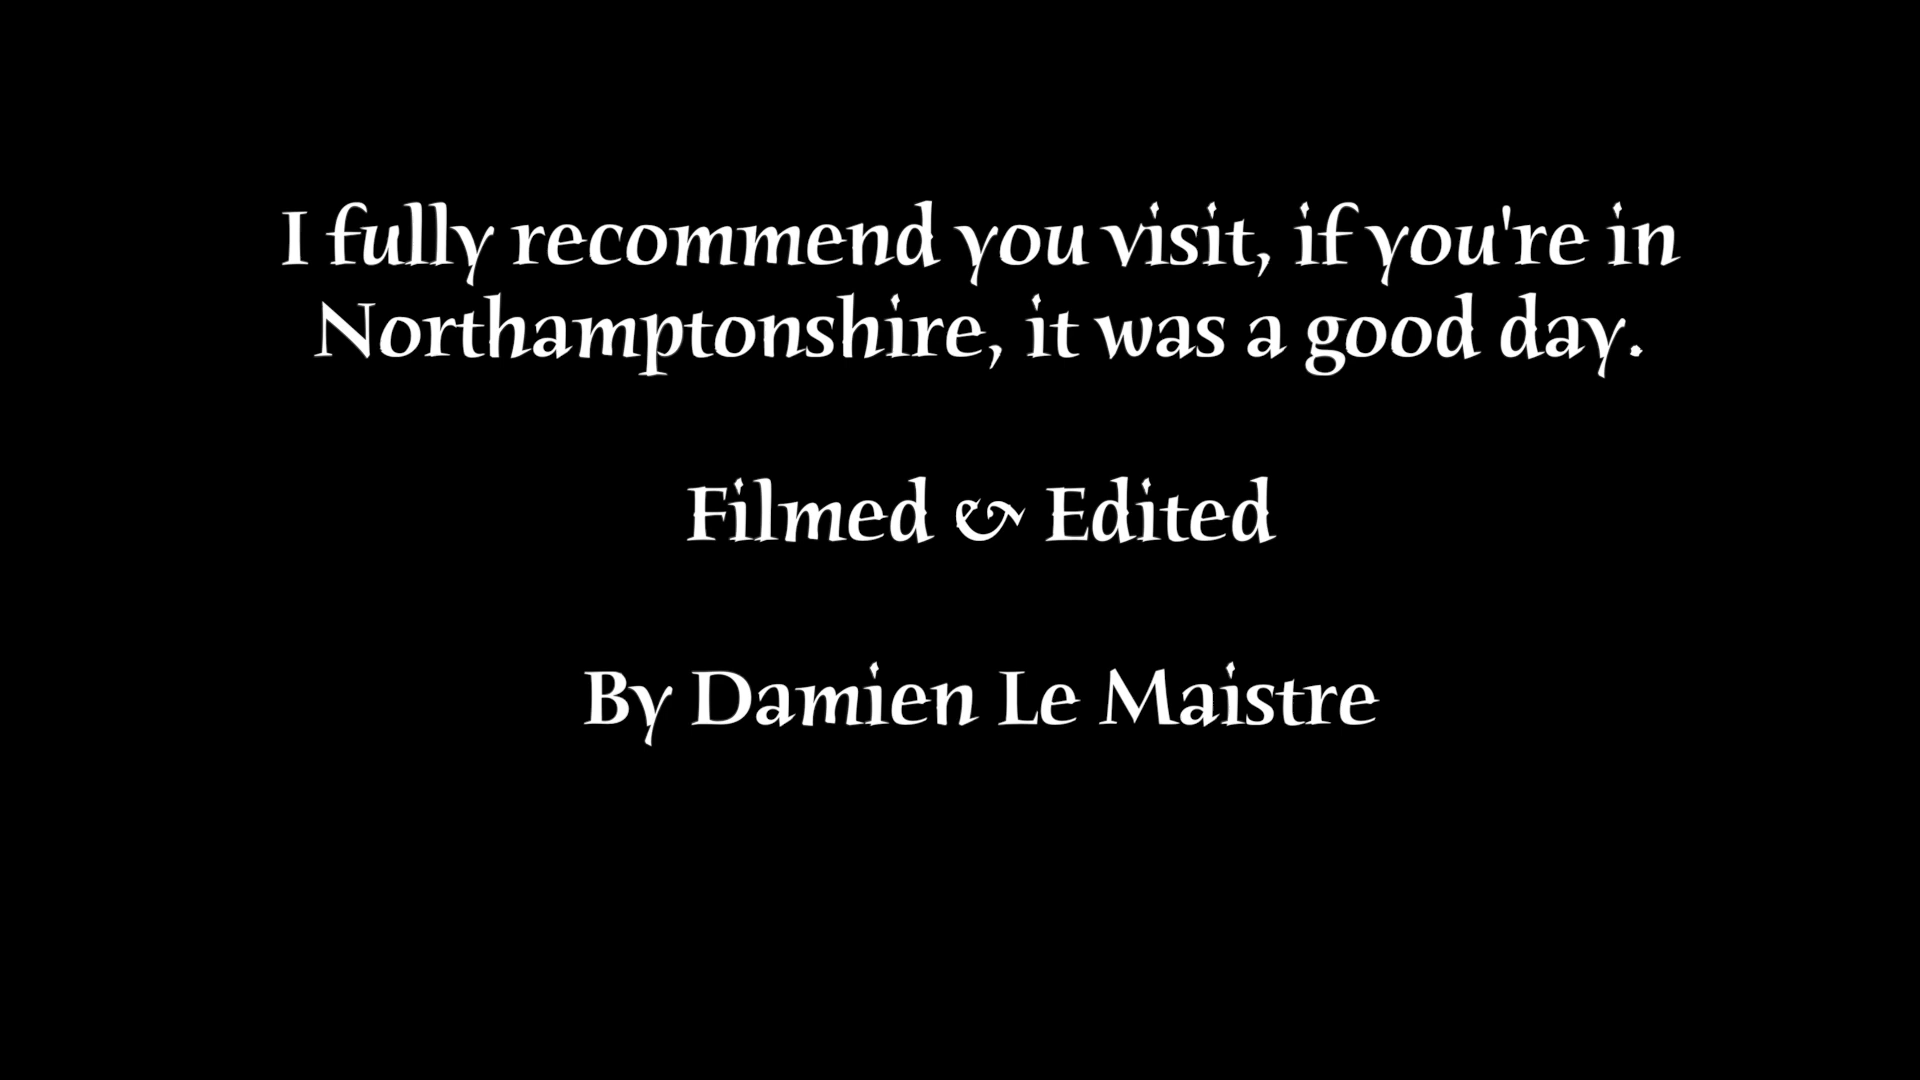 I fully recommend you visit, if you're in
Northamptonshire, it was a good day.
Filmed & Edited
By Damien Le Maistre